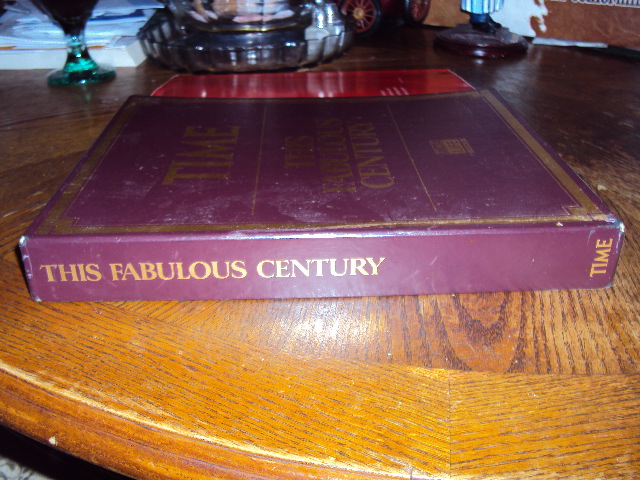 TIME
THIS
FABULOUS
CENTURY
THIS FABULOUS CENTURY
TIME